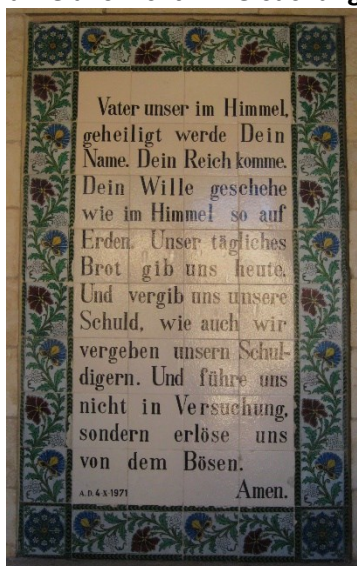 Vater unser im Himmel,
geheiligt werde Dein
Name. Dein Reich komme.
Dein Wille geschehe
wie im Himmel so auf
Erden. Unser tägliches
Brot gib uns heute.
Und vergib uns unsere
Schuld, wie auch wir
vergeben unsern Schul-
digern. Und führe uns
nicht in Versuchung,
sondern erlöse uns
von dem Bösen.
A.D. 4·X·1971 Amen.